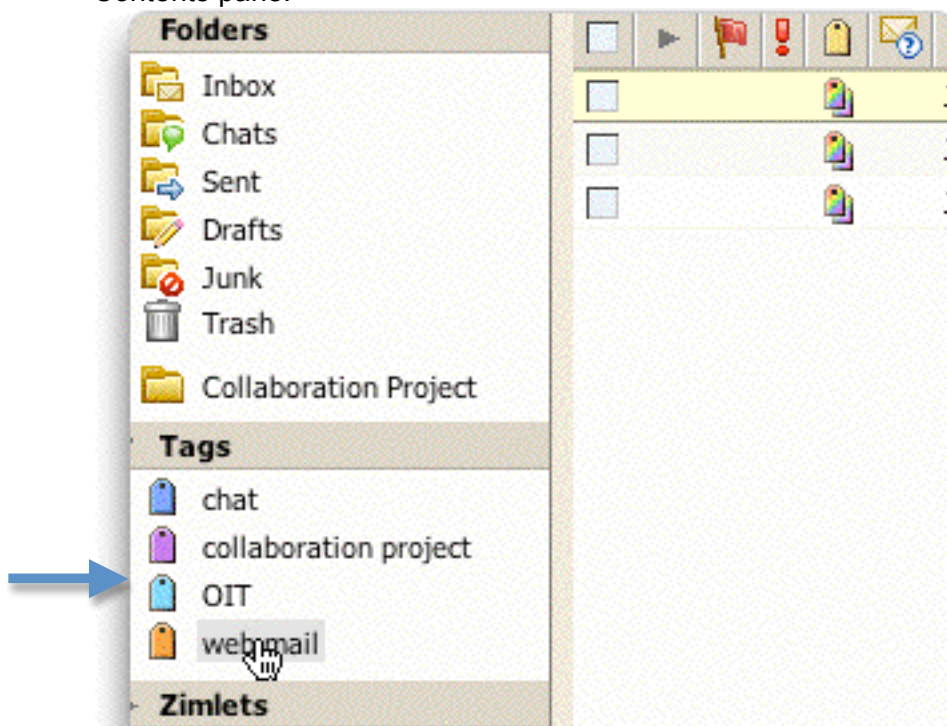 Folders
Inbox
Chats
Sent
Drafts
Junk
Trash
Collaboration Project
Tags
chat
collaboration project
OIT
webmail
Zimlets